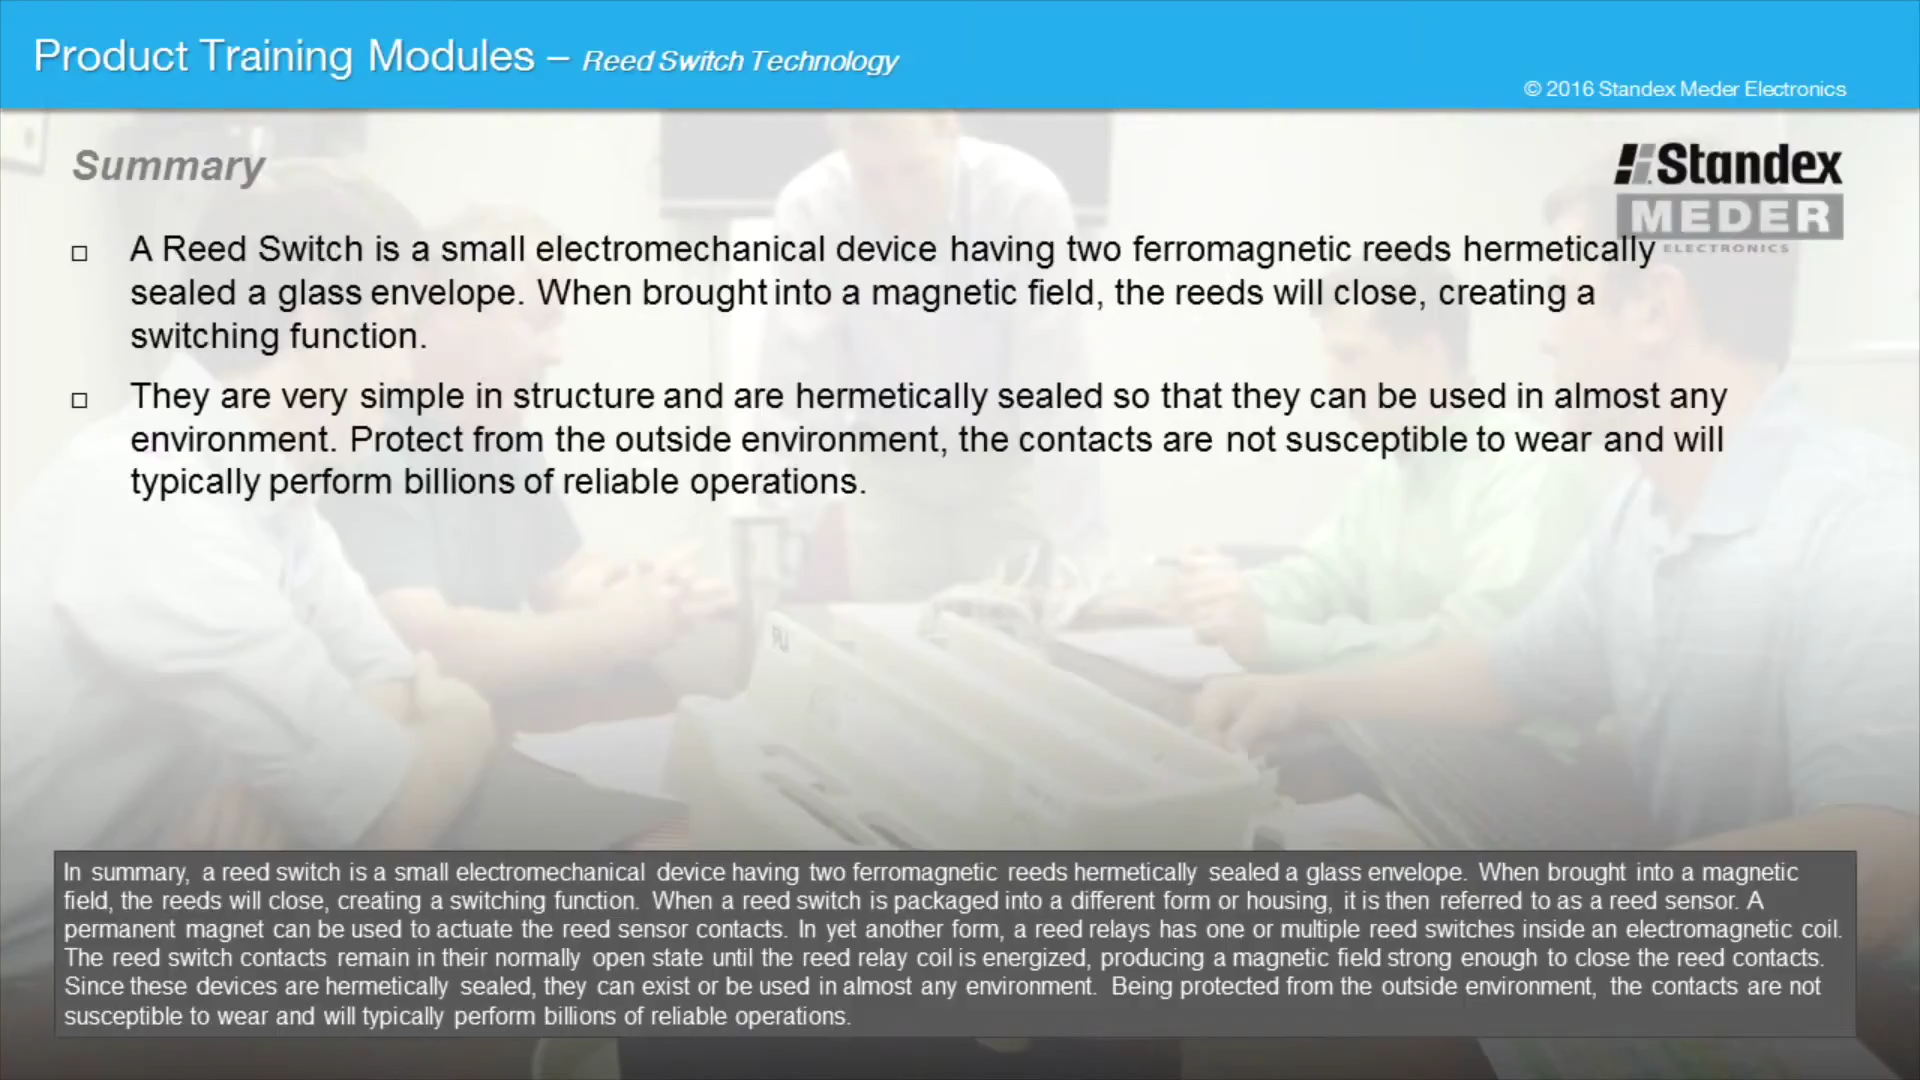 Product Training Modules – Reed Switch Technology
© 2016 Standex Meder Electronics
Summary
Standex
MEDER
ELECTRONICS
□ A Reed Switch is a small electromechanical device having two ferromagnetic reeds hermetically
sealed a glass envelope. When brought into a magnetic field, the reeds will close, creating a
switching function.
□ They are very simple in structure and are hermetically sealed so that they can be used in almost any
environment. Protect from the outside environment, the contacts are not susceptible to wear and will
typically perform billions of reliable operations.
In summary, a reed switch is a small electromechanical device having two ferromagnetic reeds hermetically sealed a glass envelope. When brought into a magnetic
field, the reeds will close, creating a switching function. When a reed switch is packaged into a different form or housing, it is then referred to as a reed sensor. A
permanent magnet can be used to actuate the reed sensor contacts. In yet another form, a reed relays has one or multiple reed switches inside an electromagnetic coil.
The reed switch contacts remain in their normally open state until the reed relay coil is energized, producing a magnetic field strong enough to close the reed contacts.
Since these devices are hermetically sealed, they can exist or be used in almost any environment. Being protected from the outside environment, the contacts are not
susceptible to wear and will typically perform billions of reliable operations.